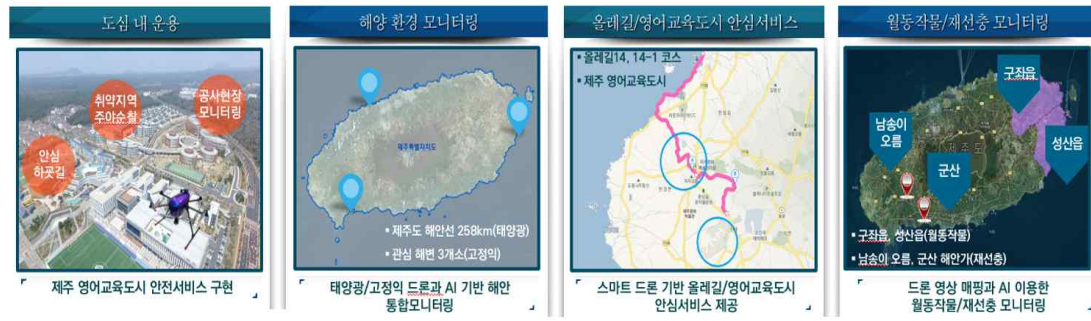 도심 내 운용
안심
하굣길
취약지역
주야순찰
공사현장
모니터링
제주 영어교육도시 안전서비스 구현
해양 환경 모니터링
제주특별자치도
▪ 제주도 해안선 258km(태양광)
▪ 관심 해변 3개소(고정익)
태양광/고정익 드론과 AI 기반 해안
통합모니터링
올레길/영어교육도시 안심서비스
▪ 올레길14, 14-1 코스
▪ 제주 영어교육도시
스마트 드론 기반 올레길/영어교육도시
안심서비스 제공
월동작물/재선충 모니터링
구좌읍
성산읍
남송이
오름
군산
제주도
▪ 구좌읍, 성산읍(월동작물)
▪ 남송이 오름, 군산 해안가(재선충)
드론 영상 매핑과 AI 이용한
월동작물/재선충 모니터링